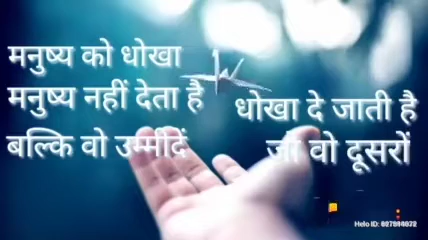 मनुष्य को धोखा
मनुष्य नहीं देता है
बल्कि वो उम्मीदें
धोखा दे जाती है
जो वो दूसरों
Helo ID: